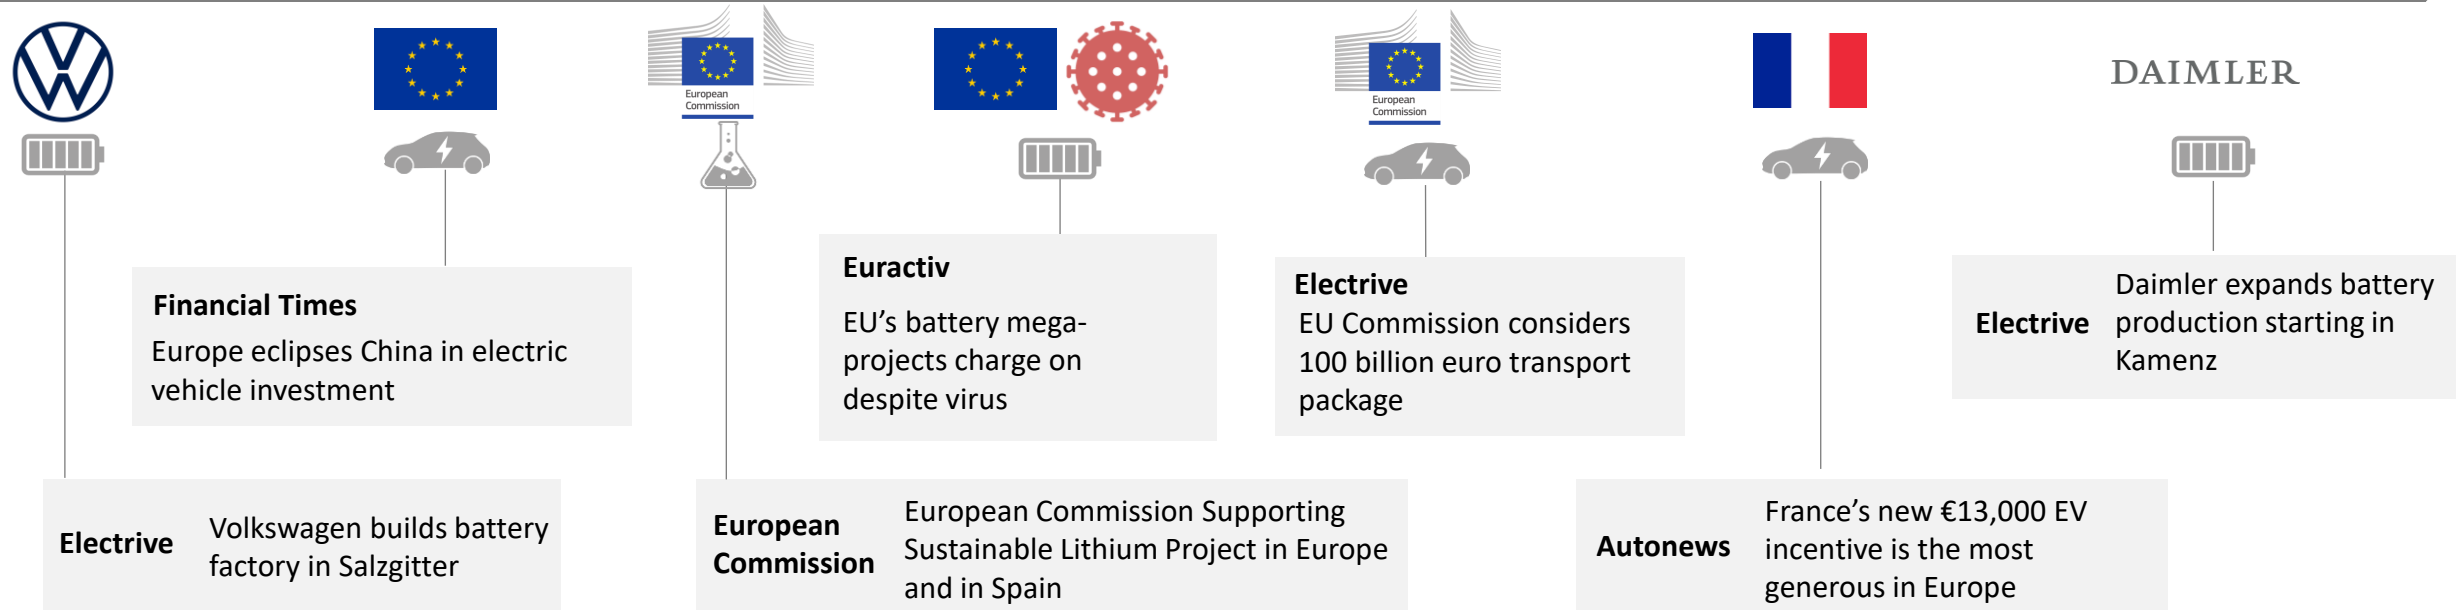 European
Commission
European
Commission
DAIMLER
Financial Times
Europe eclipses China in electric
vehicle investment
Euractiv
EU’s battery mega-
projects charge on
despite virus
Electrive
EU Commission considers
100 billion euro transport
package
Electrive
Daimler expands battery
production starting in
Kamenz
Electrive
Volkswagen builds battery
factory in Salzgitter
European
Commission
European Commission Supporting
Sustainable Lithium Project in Europe
and in Spain
Autonews
France’s new €13,000 EV
incentive is the most
generous in Europe